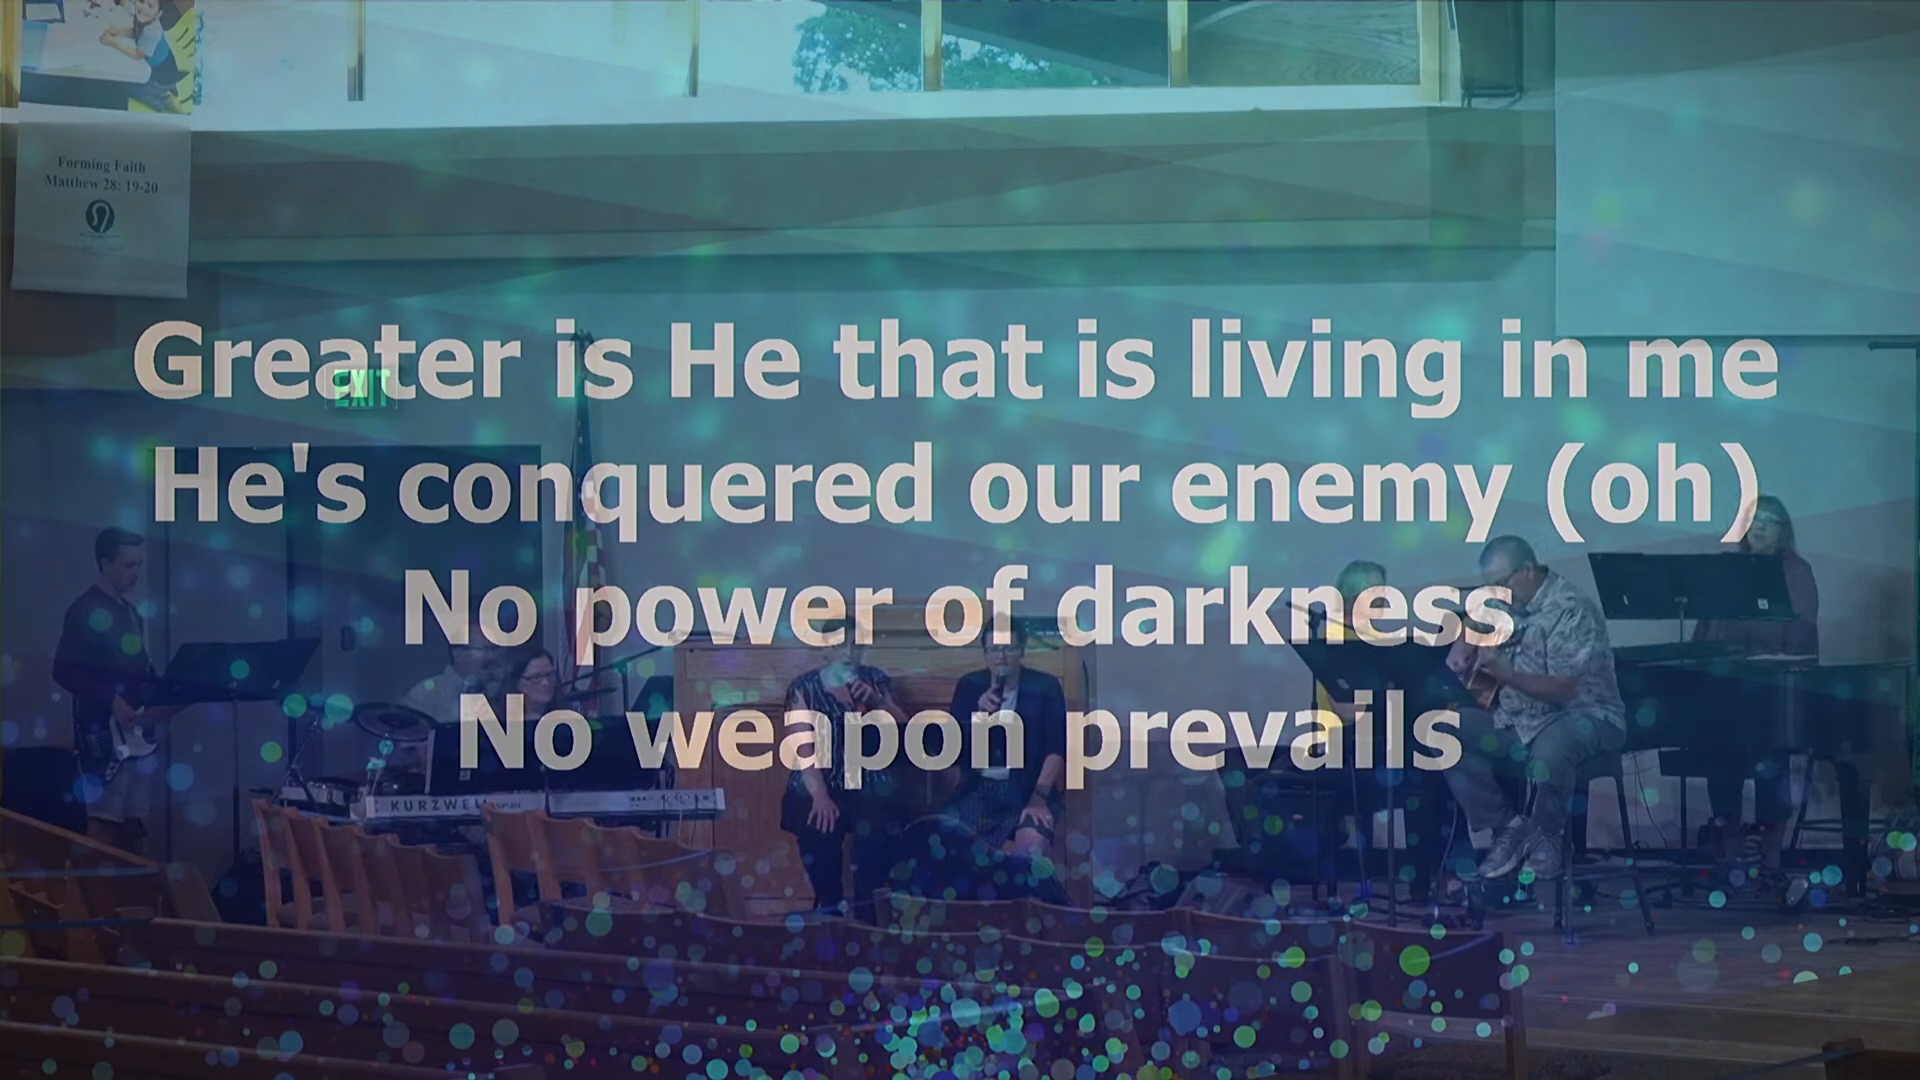 Forming Faith
Matthew 28: 19-20
Greater is He that is living in me
EXIT
He's conquered our enemy (oh)
No power of darkness
No weapon prevails
KURZWEIL